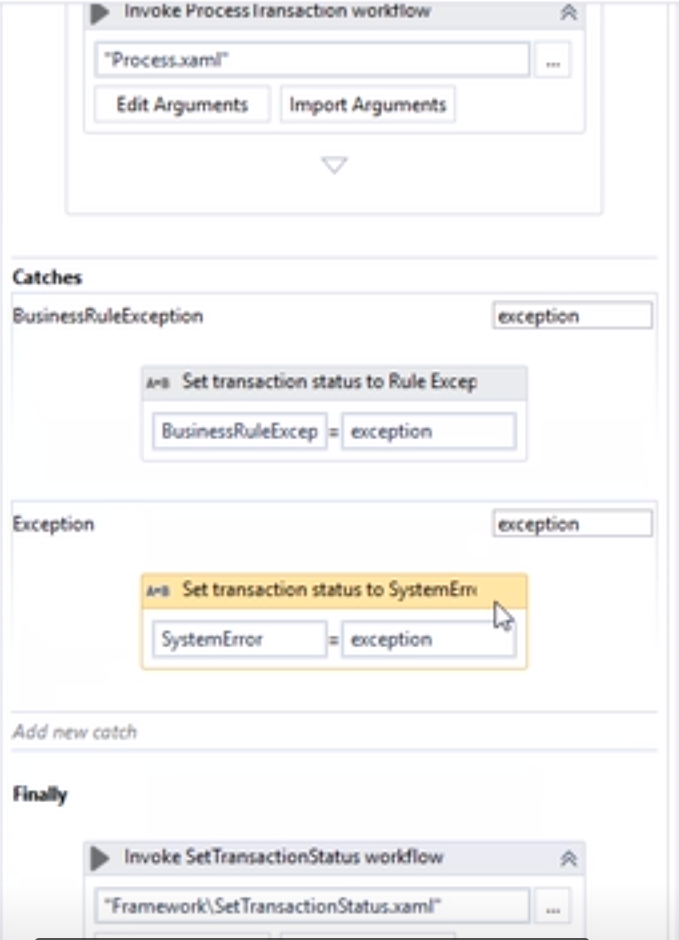 Invoke ProcessTransaction workflow
"Process.xaml"
...
Edit Arguments
Import Arguments
Catches
BusinessRuleException
exception
A=B Set transaction status to Rule Excep
BusinessRuleExcep = exception
Exception
exception
A=B Set transaction status to SystemErr
SystemError = exception
Add new catch
Finally
Invoke SetTransactionStatus workflow
"Framework\SetTransactionStatus.xaml"
...